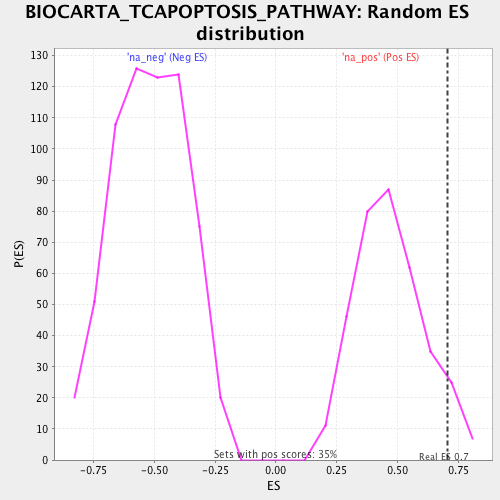 BIOCARTA_TCAPOPTOSIS_PATHWAY: Random ES
distribution
'na_neg' (Neg ES)
'na_pos' (Pos ES)
130
120
110
100
90
80
70
60
50
40
30
20
10
0
P(ES)
Sets with pos scores: 35%
Real ES 0.7
-0.75
-0.50
-0.25
0.00
0.25
0.50
0.75
ES